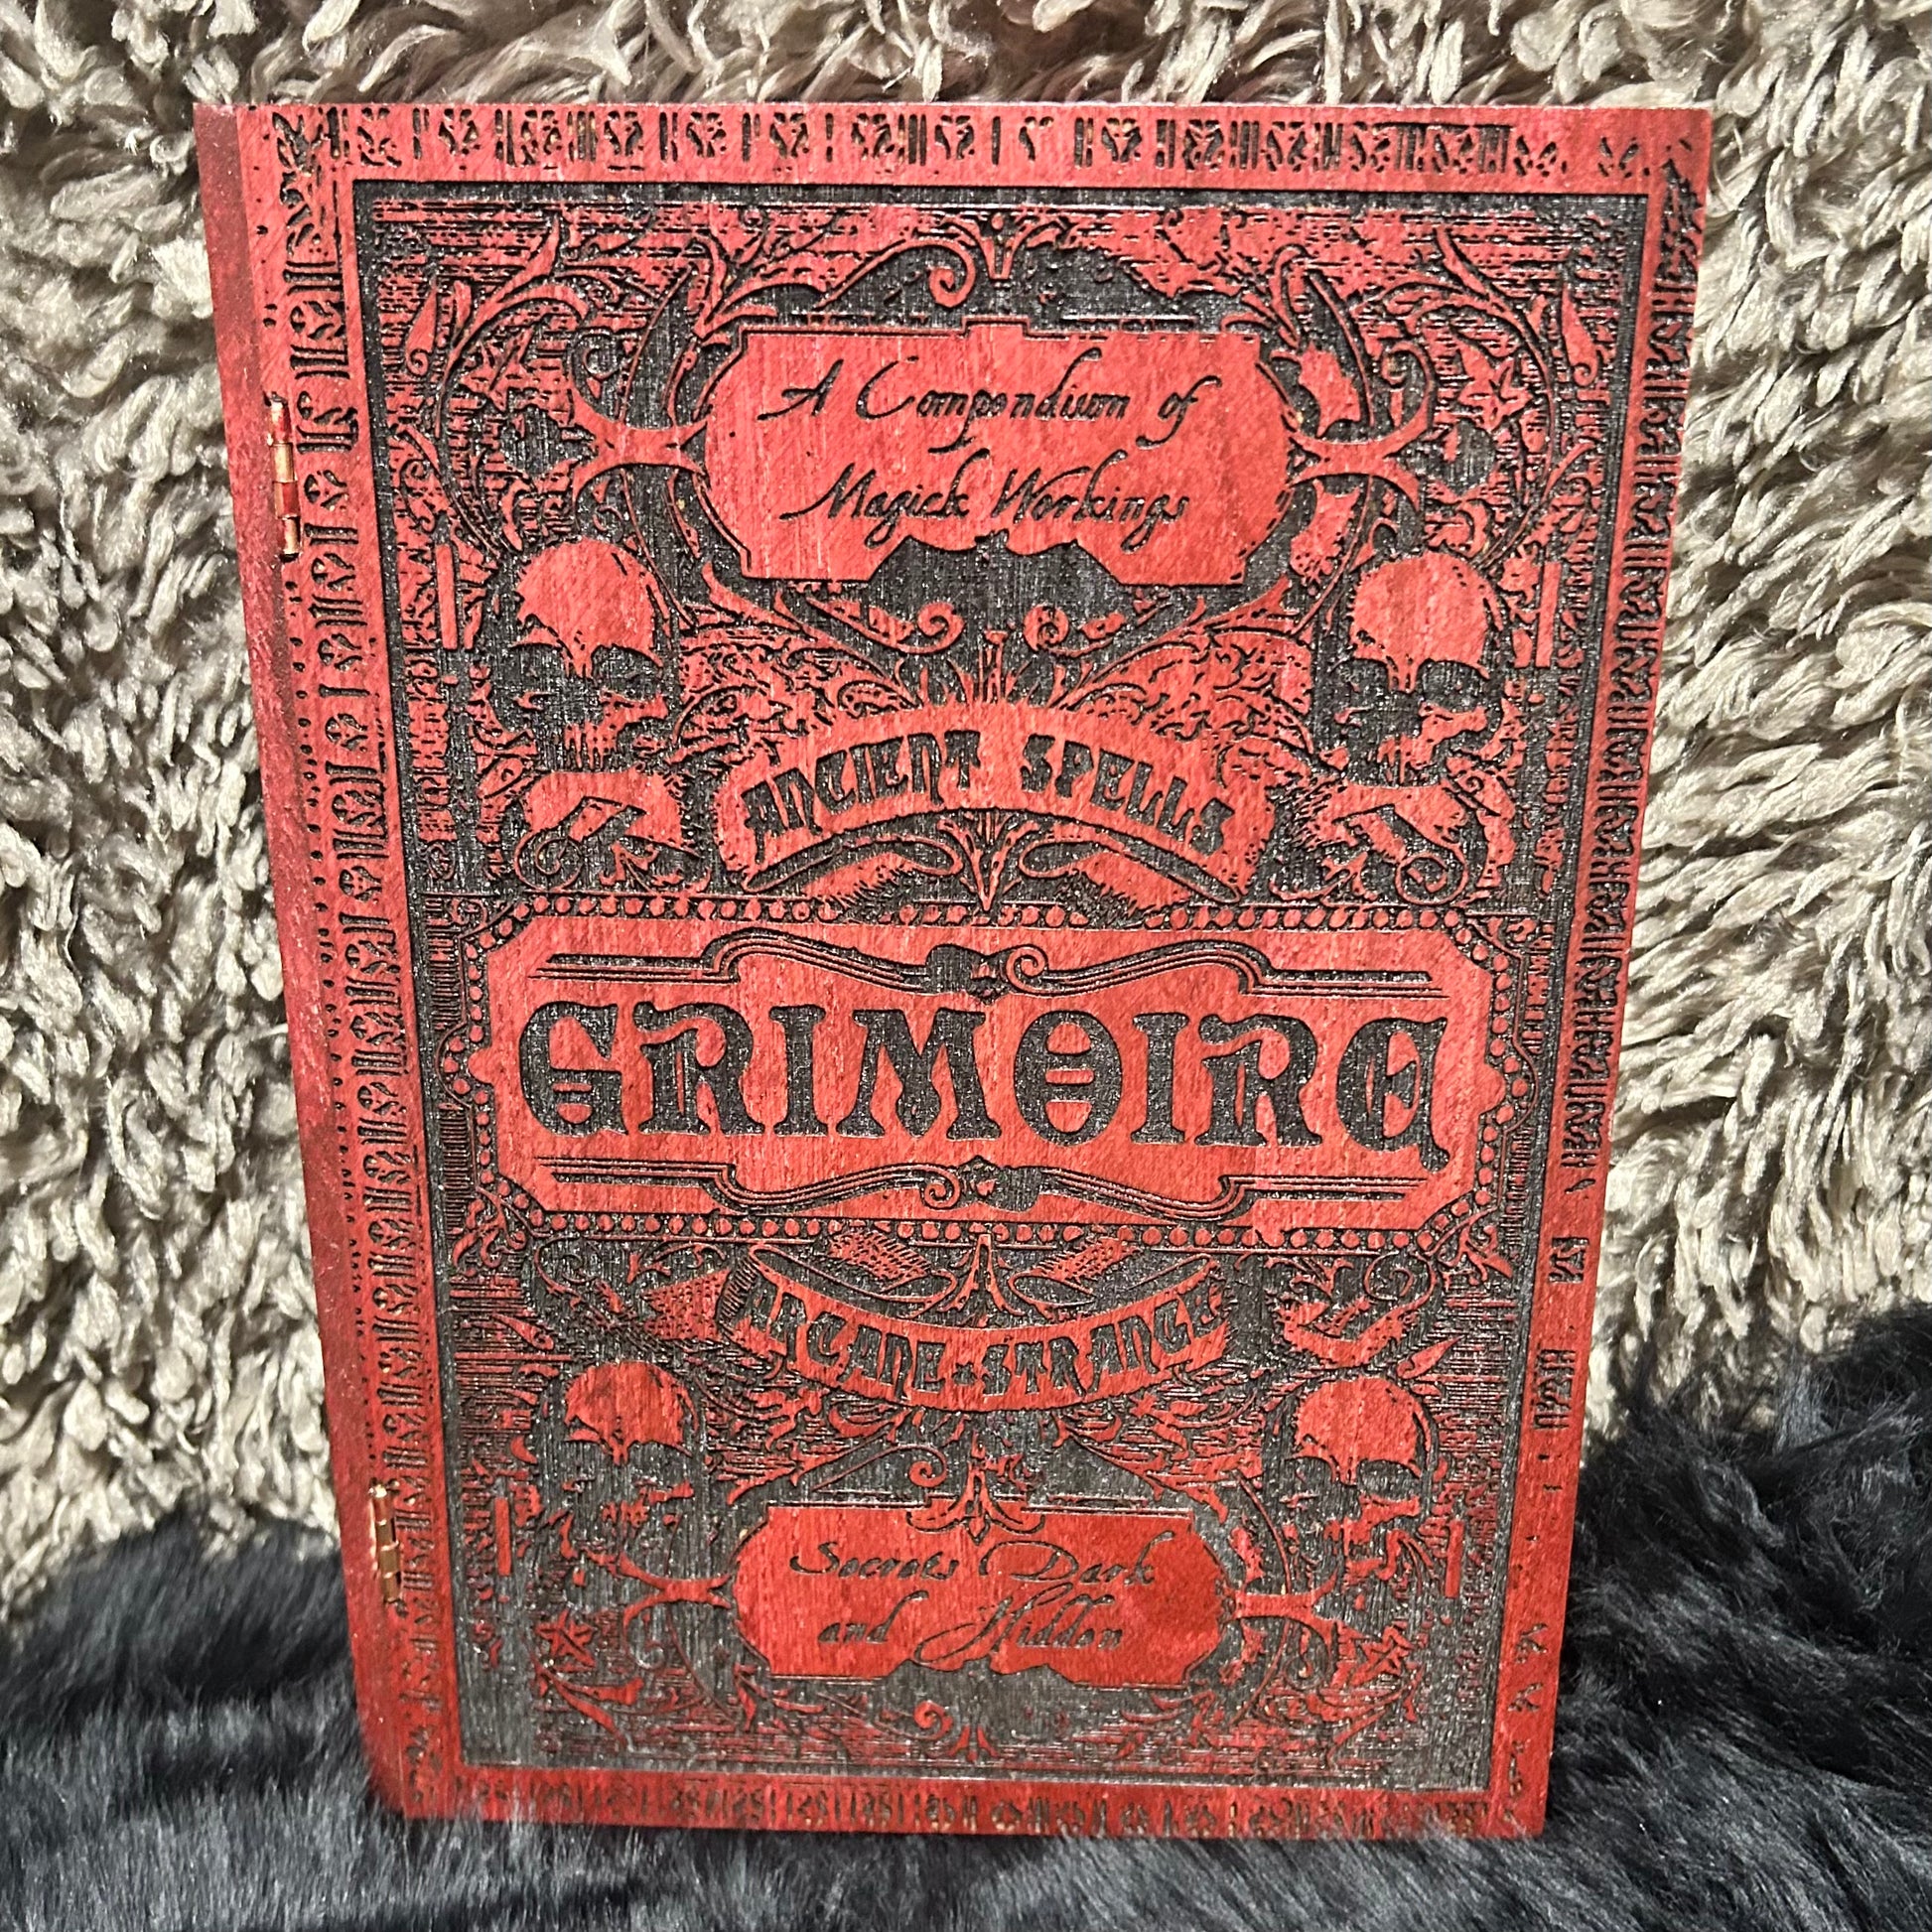 A Compendium of
Magick Workings
ANCIENT SPELLS
GRIMOIRE
ARCANE · STRANGE
Secrets Dark
and Hidden